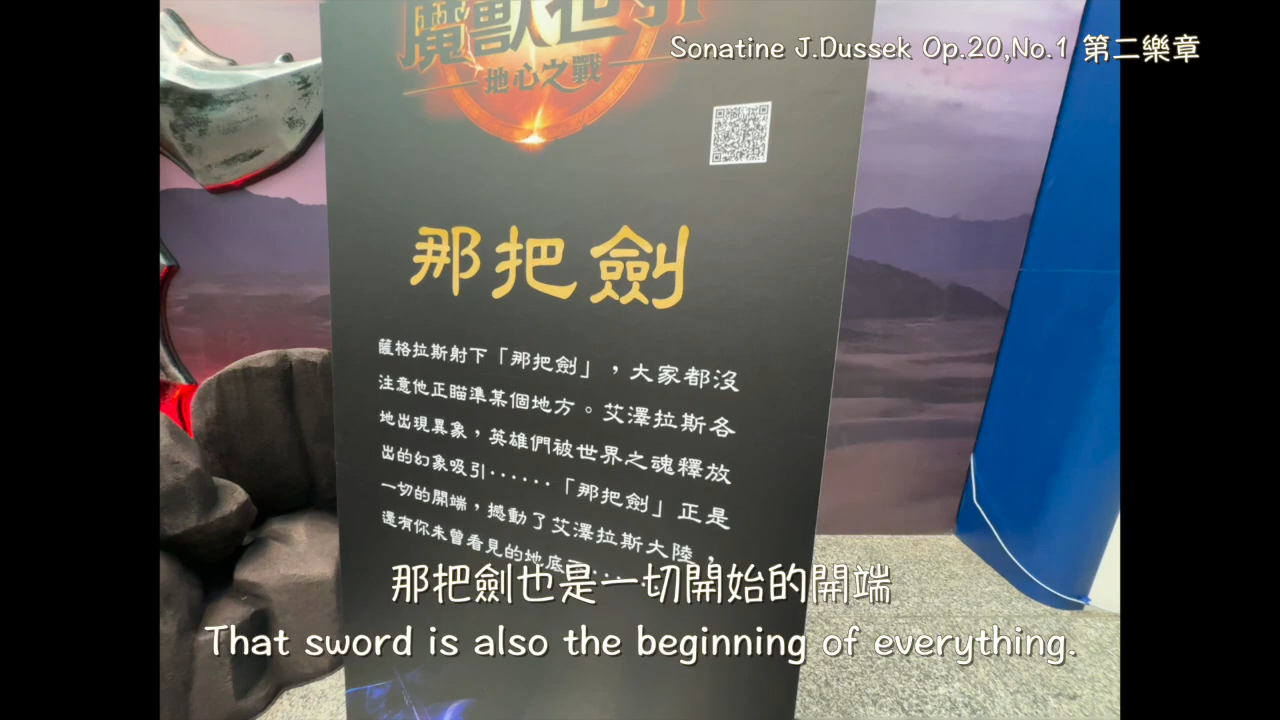 Sonatine J.Dussek Op.20,No.1 第二樂章
魔獸世界
地心之戰
那把劍
薩格拉斯射下「那把劍」，大家都沒
注意他正瞄準某個地方。艾澤拉斯各
地出現異象，英雄們被世界之魂釋放
出的幻象吸引······「那把劍」正是
一切的開端，撼動了艾澤拉斯大陸，
還有你未曾看見的地底
那把劍也是一切開始的開端
That sword is also the beginning of everything.